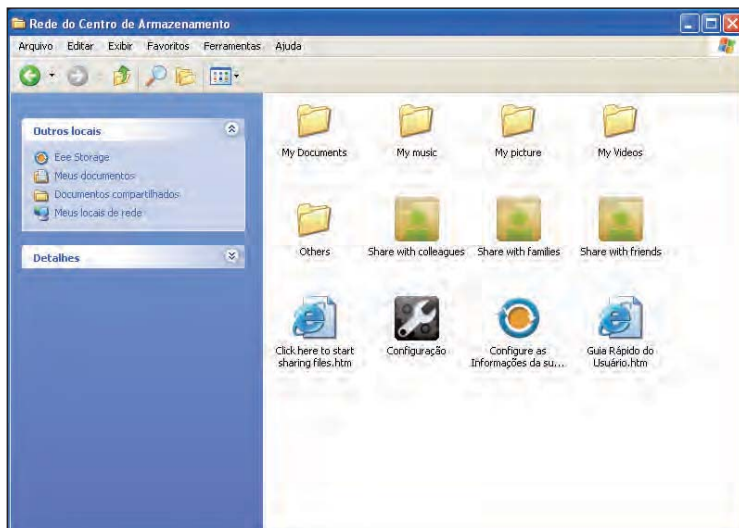 Rede do Centro de Armazenamento
Arquivo Editar Exibir Favoritos Ferramentas Ajuda
Outros locais
Eee Storage
Meus documentos
Documentos compartilhados
Meus locais de rede
Detalhes
My Documents
My music
My picture
My Videos
Others
Share with colleagues
Share with families
Share with friends
Click here to start
sharing files.htm
Configuração
Configure as
Informações da su...
Guia Rápido do
Usuário.htm